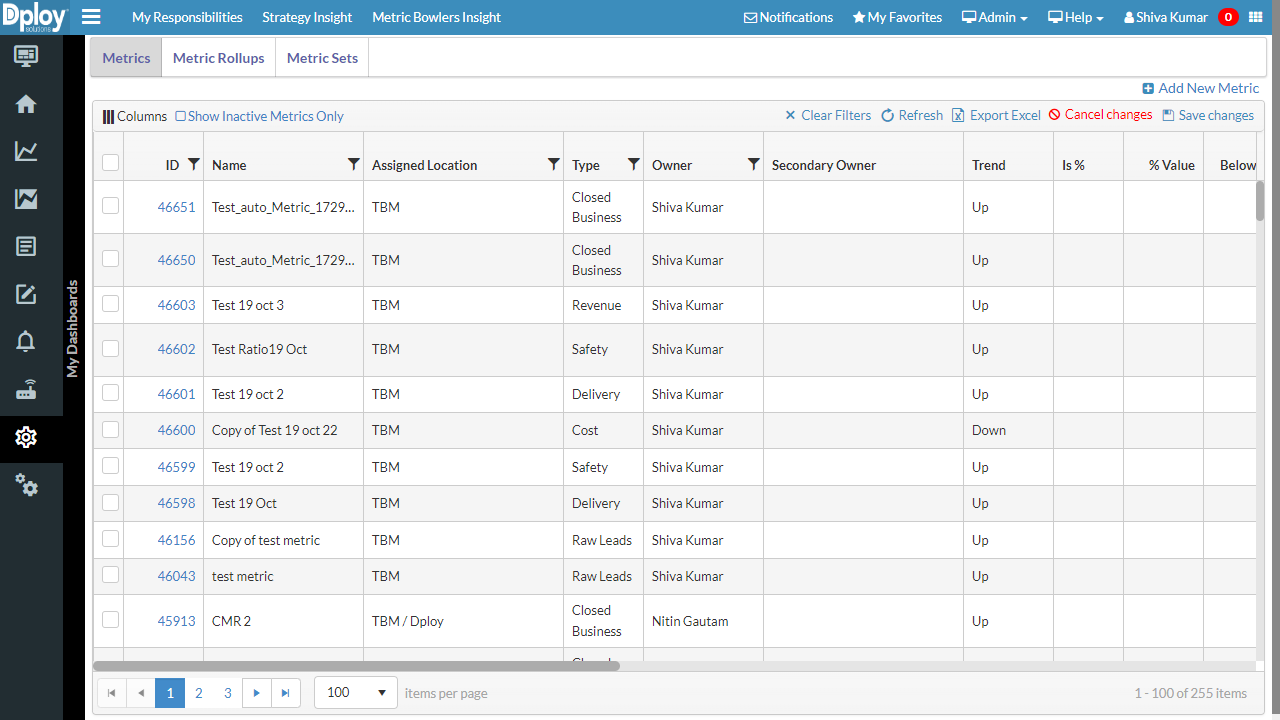 Dploy
solutions
My Responsibilities Strategy Insight Metric Bowlers Insight Notifications My Favorites Admin Help Shiva Kumar 0
Metrics Metric Rollups Metric Sets
Add New Metric
Columns Show Inactive Metrics Only Clear Filters Refresh Export Excel Cancel changes Save changes
ID Name Assigned Location Type Owner Secondary Owner Trend Is % % Value Below
46651 Test_auto_Metric_1729... TBM Closed Business Shiva Kumar Up
46650 Test_auto_Metric_1729... TBM Closed Business Shiva Kumar Up
46603 Test 19 oct 3 TBM Revenue Shiva Kumar Up
46602 Test Ratio19 Oct TBM Safety Shiva Kumar Up
46601 Test 19 oct 2 TBM Delivery Shiva Kumar Up
46600 Copy of Test 19 oct 22 TBM Cost Shiva Kumar Down
46599 Test 19 oct 2 TBM Safety Shiva Kumar Up
46598 Test 19 Oct TBM Delivery Shiva Kumar Up
46156 Copy of test metric TBM Raw Leads Shiva Kumar Up
46043 test metric TBM Raw Leads Shiva Kumar Up
45913 CMR 2 TBM / Dploy Closed Business Nitin Gautam Up
My Dashboards
1 2 3 100 items per page 1 - 100 of 255 items